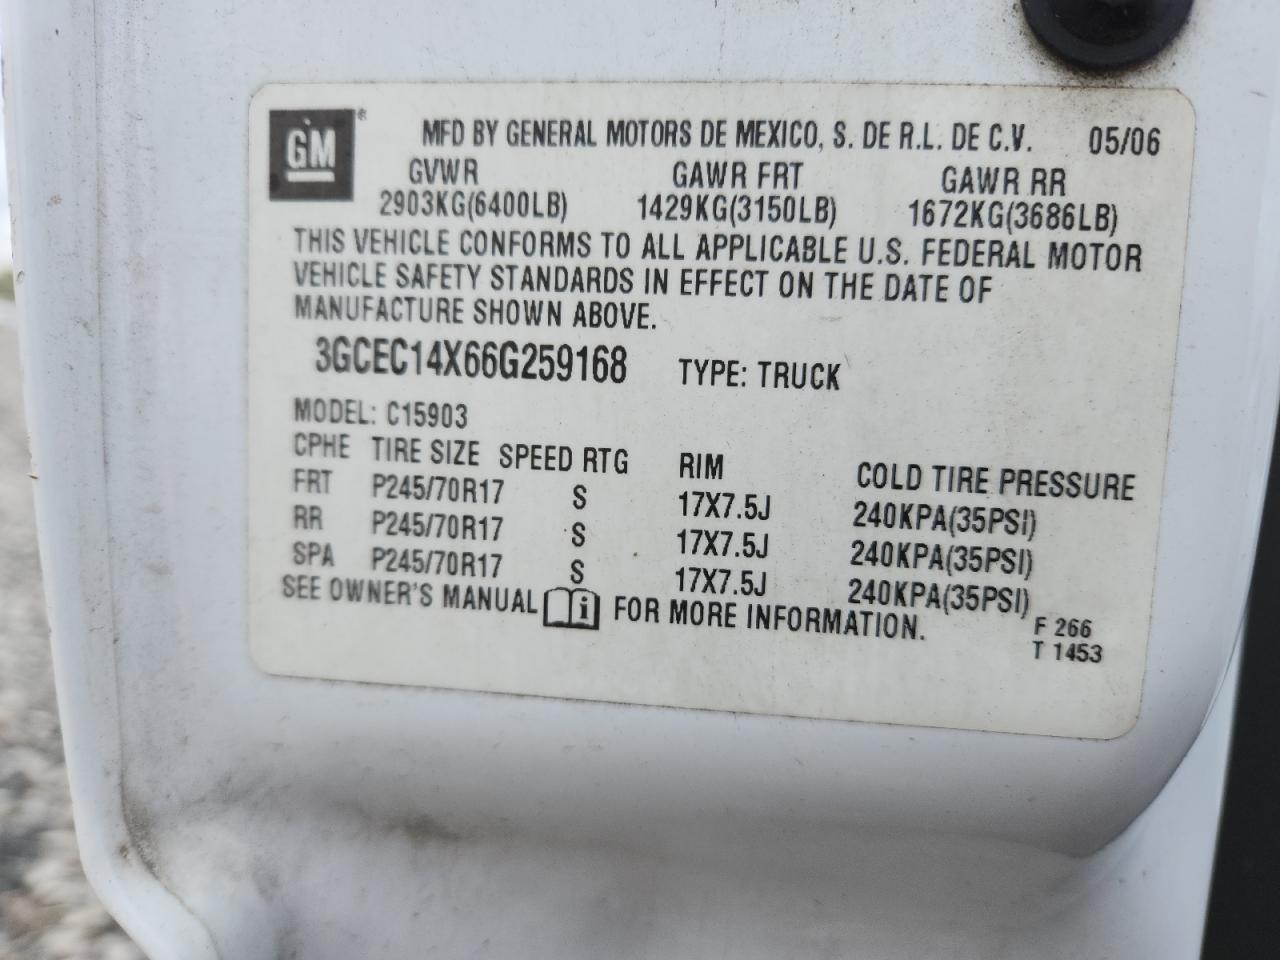 GM®
MFD BY GENERAL MOTORS DE MEXICO, S. DE R.L. DE C.V. 05/06
GVWR GAWR FRT GAWR RR
2903KG(6400LB) 1429KG(3150LB) 1672KG(3686LB)
THIS VEHICLE CONFORMS TO ALL APPLICABLE U.S. FEDERAL MOTOR
VEHICLE SAFETY STANDARDS IN EFFECT ON THE DATE OF
MANUFACTURE SHOWN ABOVE.
3GCEC14X66G259168 TYPE: TRUCK
MODEL: C15903
CPHE TIRE SIZE SPEED RTG RIM COLD TIRE PRESSURE
FRT P245/70R17 S 17X7.5J 240KPA(35PSI)
RR P245/70R17 S 17X7.5J 240KPA(35PSI)
SPA P245/70R17 S 17X7.5J 240KPA(35PSI)
SEE OWNER'S MANUAL i FOR MORE INFORMATION.
F 266
T 1453